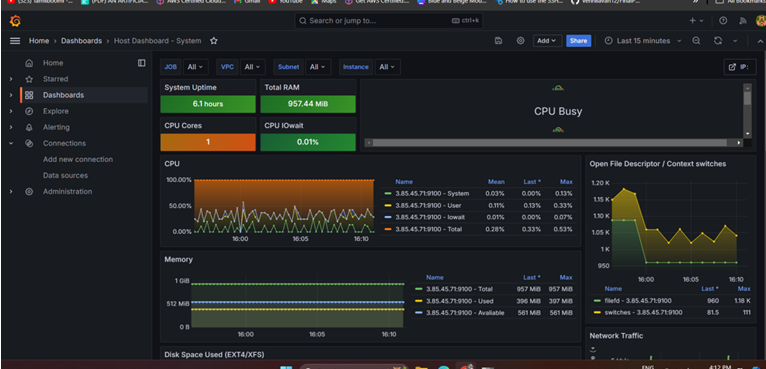 YouTube
Maps
Search or jump to...
ctrl+k
Home › Dashboards › Host Dashboard - System
Add
Share
Last 15 minutes
Home
Starred
Dashboards
Explore
Alerting
Connections
Add new connection
Data sources
Administration
JOB All VPC All Subnet All Instance All
IP:
System Uptime
6.1 hours
Total RAM
957.44 MiB
CPU Cores
1
CPU IOwait
0.01%
CPU Busy
CPU
100.00%
50.00%
0.00%
16:00 16:05 16:10
Name Mean Last * Max
3.85.45.71:9100 - System 0.03% 0.00% 0.13%
3.85.45.71:9100 - User 0.11% 0.13% 0.33%
3.85.45.71:9100 - Iowait 0.01% 0.00% 0.07%
3.85.45.71:9100 - Total 0.28% 0.33% 0.53%
Open File Descriptor / Context switches
1.20 K
1.15 K
1.10 K
1.05 K
1 K
950
16:00 16:05 16:10
Name Last * Max
filefd - 3.85.45.71:9100 960 1.18 K
switches - 3.85.45.71:9100 81.5 111
Memory
1 GiB
512 MiB
0 B
16:00 16:05 16:10
Name Last * Max
3.85.45.71:9100 - Total 957 MiB 957 MiB
3.85.45.71:9100 - Used 396 MiB 397 MiB
3.85.45.71:9100 - Avaliable 561 MiB 561 MiB
Disk Space Used (EXT4/XFS)
Network Traffic
ENG
4:12 PM